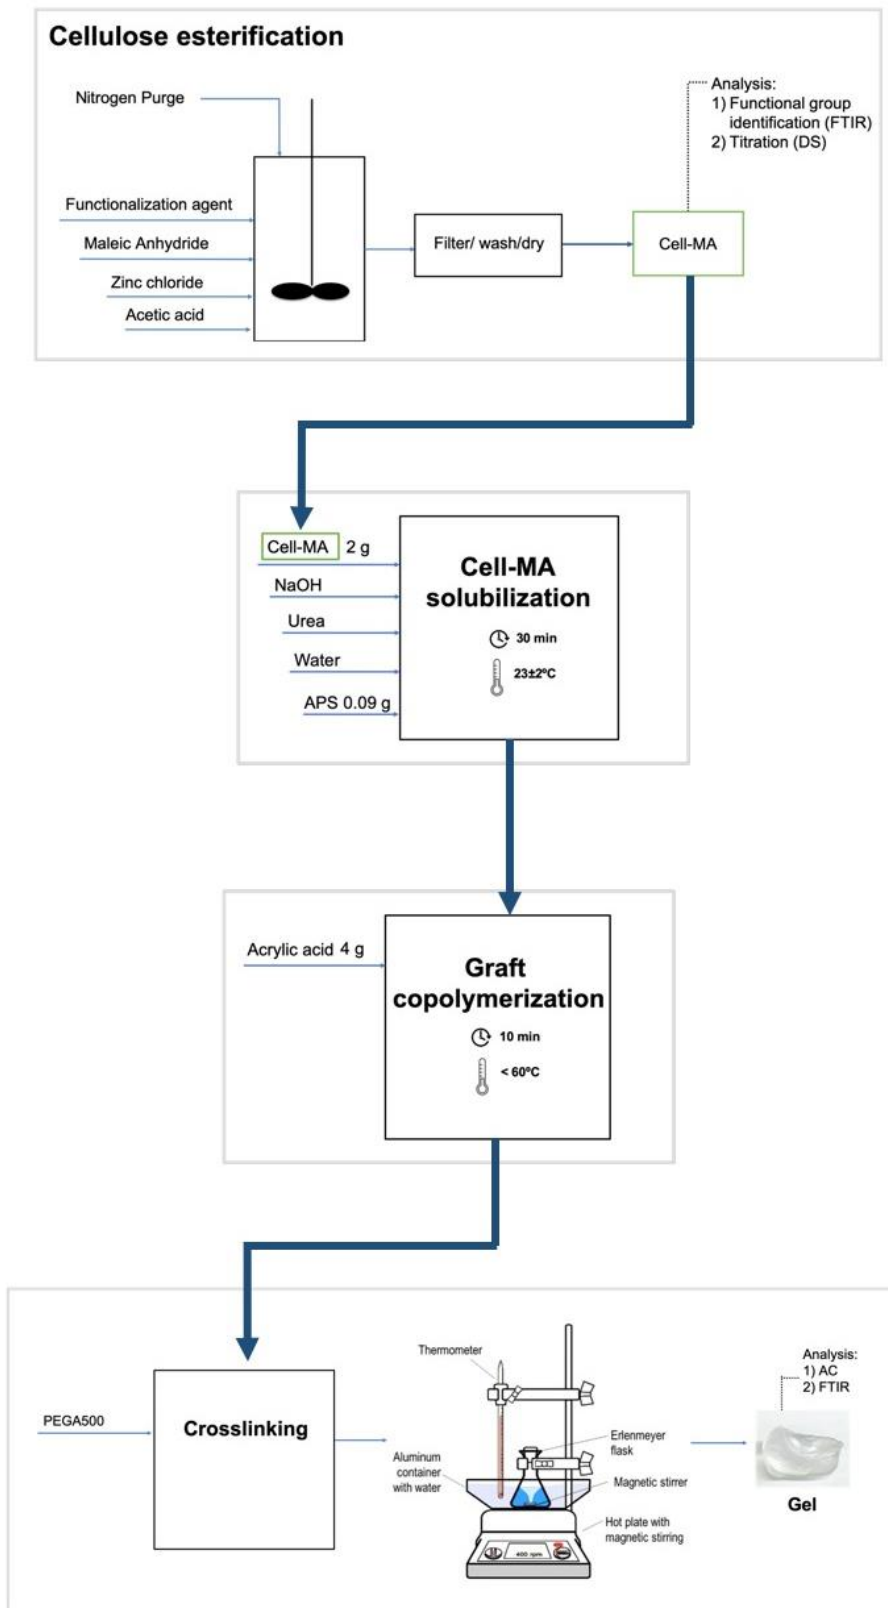 Cellulose esterification
Nitrogen Purge
Functionalization agent
Maleic Anhydride
Zinc chloride
Acetic acid
Filter/ wash/dry
Cell-MA
Analysis:
1) Functional group
identification (FTIR)
2) Titration (DS)
Cell-MA 2 g
NaOH
Urea
Water
APS 0.09 g
Cell-MA
solubilization
30 min
23±2ºC
Acrylic acid 4 g
Graft
copolymerization
10 min
< 60ºC
PEGA500
Crosslinking
Thermometer
Aluminum
container
with water
Erlenmeyer
flask
Magnetic stirrer
Hot plate with
magnetic stirring
400 rpm
Analysis:
1) AC
2) FTIR
Gel